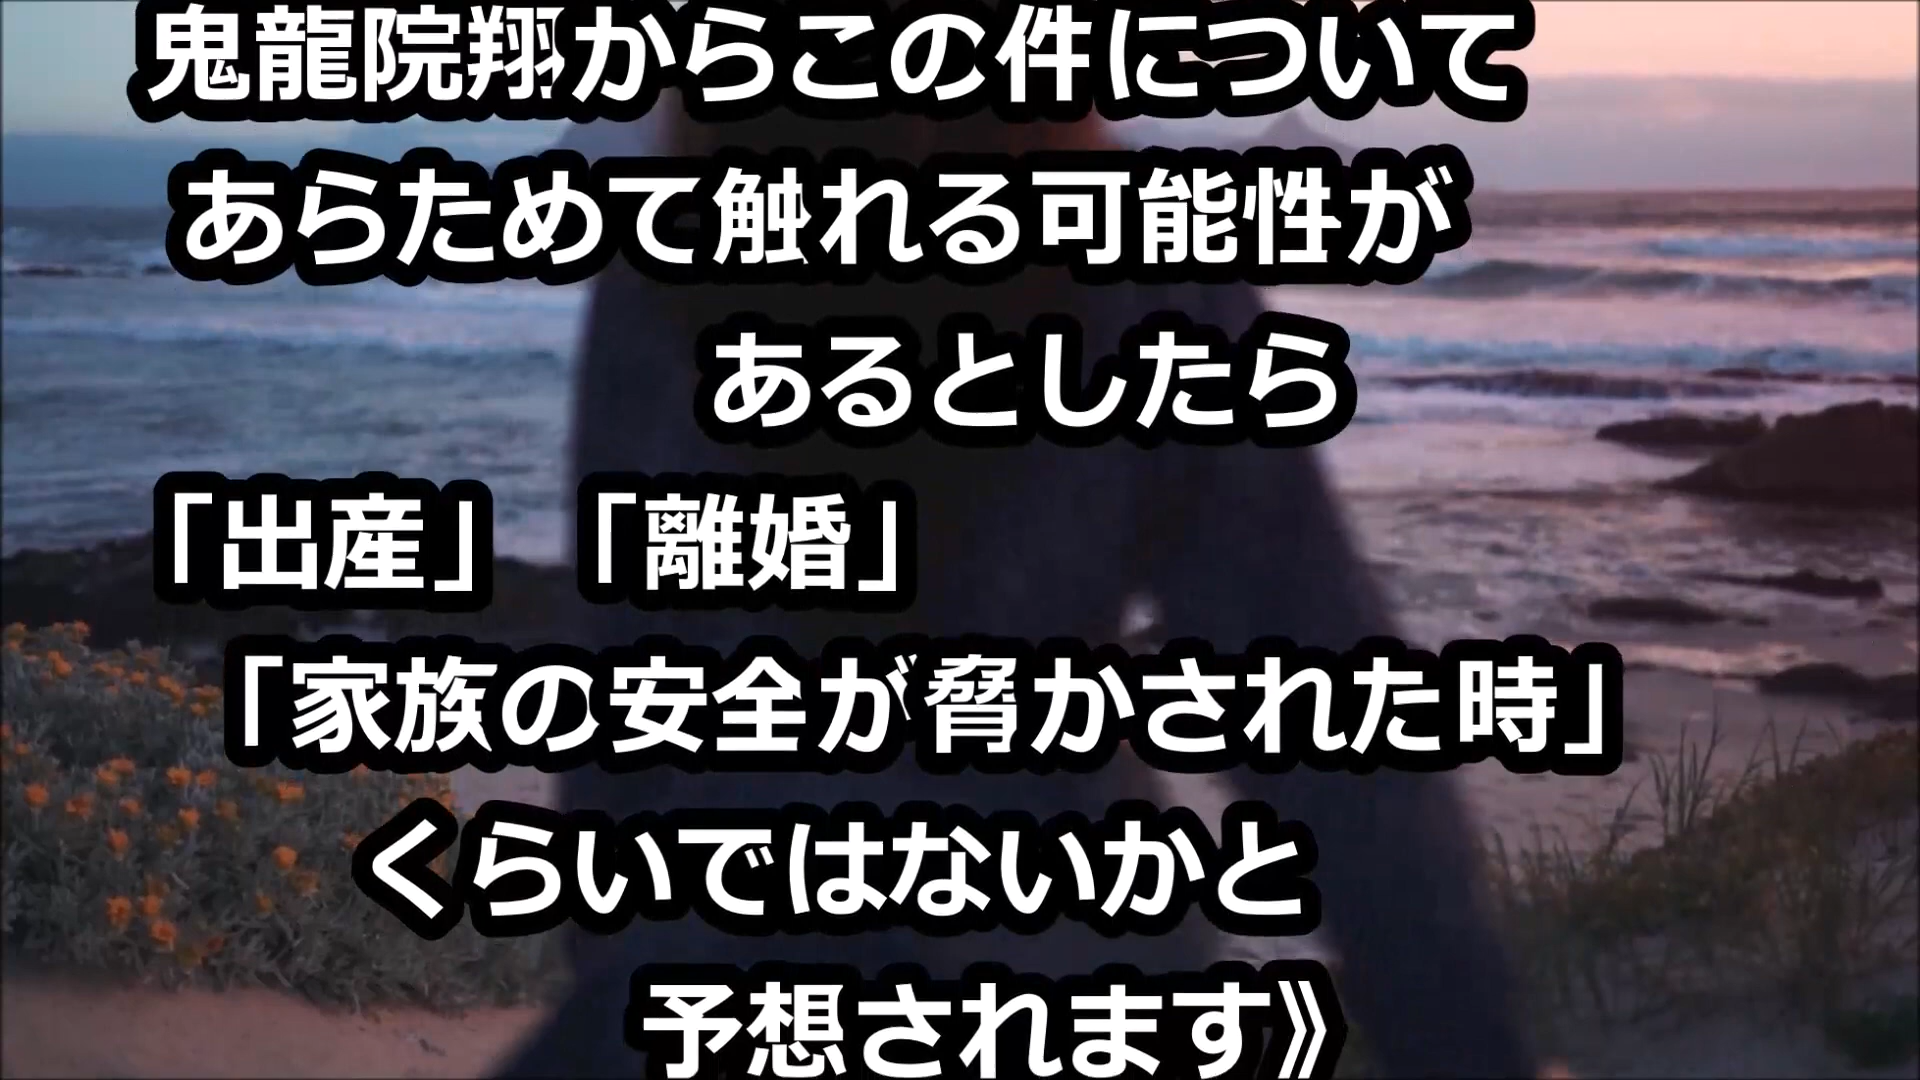 鬼龍院翔からこの件について
あらためて触れる可能性が
あるとしたら
「出産」「離婚」
「家族の安全が脅かされた時」
くらいではないかと
予想されます》